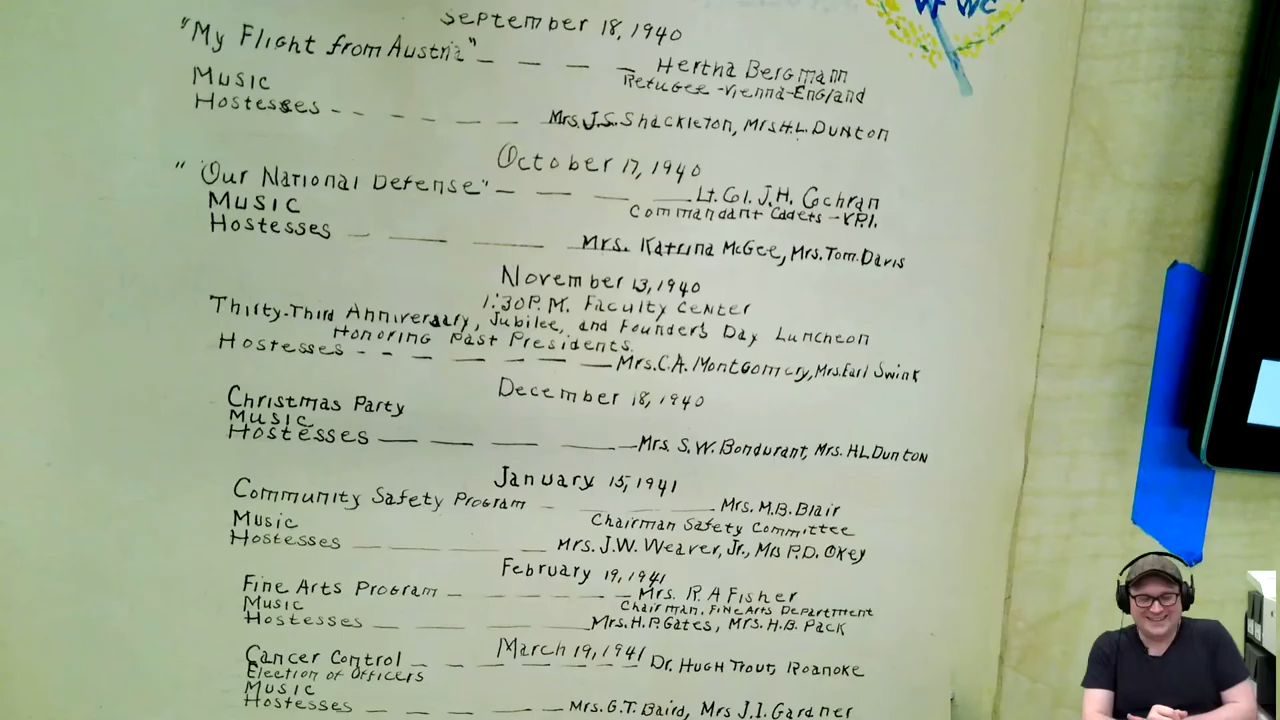 WFWC
September 18, 1940
"My Flight from Austria" – – – – Hertha Bergmann
Refugee - Vienna - England
Music
Hostesses - - - - - – Mrs. J.S. Shackleton, Mrs H.L. Dunton
October 17, 1940
"Our National Defense" – – – – Lt. Col. J.H. Cochran
Commandant Cadets - V.P.I.
Music
Hostesses – – – – Mrs. Katrina McGee, Mrs. Tom Davis
November 13, 1940
1:30 P.M. Faculty Center
Thirty-Third Anniversary, Jubilee, and Founder's Day Luncheon
Honoring Past Presidents.
Hostesses - - – – – – – Mrs. C.A. Montgomery, Mrs. Earl Swink
December 18, 1940
Christmas Party
Music
Hostesses – – – – – Mrs. S.W. Bondurant, Mrs. HL Dunton
January 15, 1941
Community Safety Program – – – – Mrs. M.B. Blair
Chairman Safety Committee
Music
Hostesses – – – – Mrs. J.W. Weaver, Jr., Mrs P.D. Okey
February 19, 1941
Fine Arts Program – – – – – Mrs. R A Fisher
Chairman, Fine Arts Department
Music
Hostesses – – – – Mrs. H.P. Gates, Mrs. H.B. Pack
March 19, 1941
Cancer Control – – – – – – – Dr. Hugh Trout, Roanoke
Election of Officers
Music
Hostesses – – – – – Mrs. G.T. Baird, Mrs J.I. Gardner